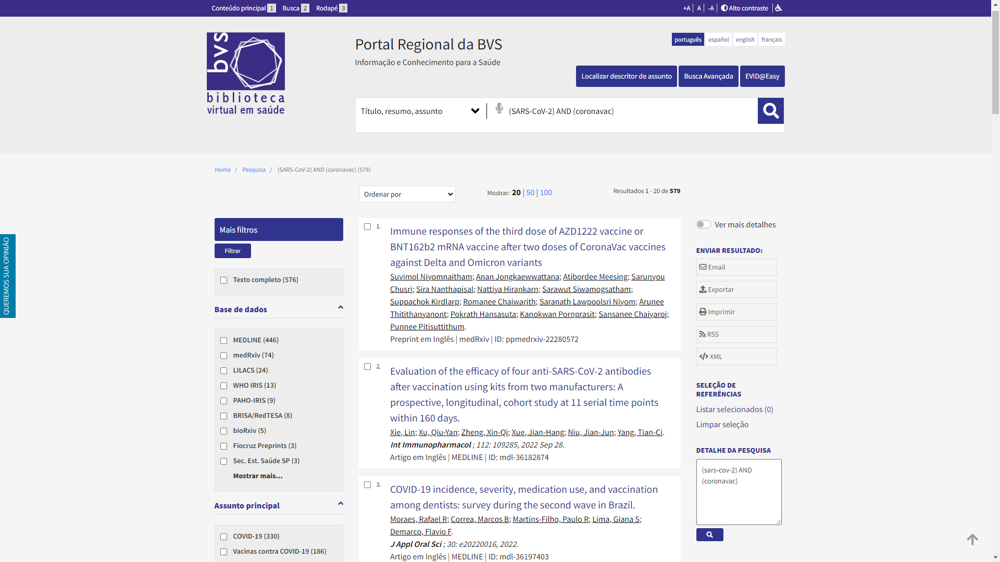 Conteúdo principal 1 Busca 2 Rodapé 3
+A A -A Alto contraste
bvs
biblioteca
virtual em saúde
Portal Regional da BVS
Informação e Conhecimento para a Saúde
português español english français
Localizar descritor de assunto Busca Avançada EVID@Easy
Título, resumo, assunto (SARS-CoV-2) AND (coronavac)
Home / Pesquisa / (SARS-CoV-2) AND (coronavac) (579)
Ordenar por
Mostrar: 20 | 50 | 100
Resultados 1 - 20 de 579
QUEREMOS SUA OPINIÃO
Mais filtros
Filtrar
Texto completo (576)
Base de dados
MEDLINE (446)
medRxiv (74)
LILACS (24)
WHO IRIS (13)
PAHO-IRIS (9)
BRISA/RedTESA (8)
bioRxiv (5)
Fiocruz Preprints (3)
Sec. Est. Saúde SP (3)
Mostrar mais...
Assunto principal
COVID-19 (330)
Vacinas contra COVID-19 (186)
1. Immune responses of the third dose of AZD1222 vaccine or
BNT162b2 mRNA vaccine after two doses of CoronaVac vaccines
against Delta and Omicron variants
Suvimol Niyomnaitham; Anan Jongkaewwattana; Atibordee Meesing; Sarunyou
Chusri; Sira Nanthapisal; Nattiya Hirankarn; Sarawut Siwamogsatham;
Suppachok Kirdlarp; Romanee Chaiwarith; Saranath Lawpoolsri Niyom; Arunee
Thitithanyanont; Pokrath Hansasuta; Kanokwan Pornprasit; Sansanee Chaiyaroj;
Punnee Pitisuttithum.
Preprint em Inglês | medRxiv | ID: ppmedrxiv-22280572
2. Evaluation of the efficacy of four anti-SARS-CoV-2 antibodies
after vaccination using kits from two manufacturers: A
prospective, longitudinal, cohort study at 11 serial time points
within 160 days.
Xie, Lin; Xu, Qiu-Yan; Zheng, Xin-Qi; Xue, Jian-Hang; Niu, Jian-Jun; Yang, Tian-Ci.
Int Immunopharmacol ; 112: 109285, 2022 Sep 28.
Artigo em Inglês | MEDLINE | ID: mdl-36182874
3. COVID-19 incidence, severity, medication use, and vaccination
among dentists: survey during the second wave in Brazil.
Moraes, Rafael R; Correa, Marcos B; Martins-Filho, Paulo R; Lima, Giana S;
Demarco, Flavio F.
J Appl Oral Sci ; 30: e20220016, 2022.
Artigo em Inglês | MEDLINE | ID: mdl-36197403
Ver mais detalhes
ENVIAR RESULTADO:
Email
Exportar
Imprimir
RSS
XML
SELEÇÃO DE
REFERÊNCIAS
Listar selecionados (0)
Limpar seleção
DETALHE DA PESQUISA
(sars-cov-2) AND
(coronavac)